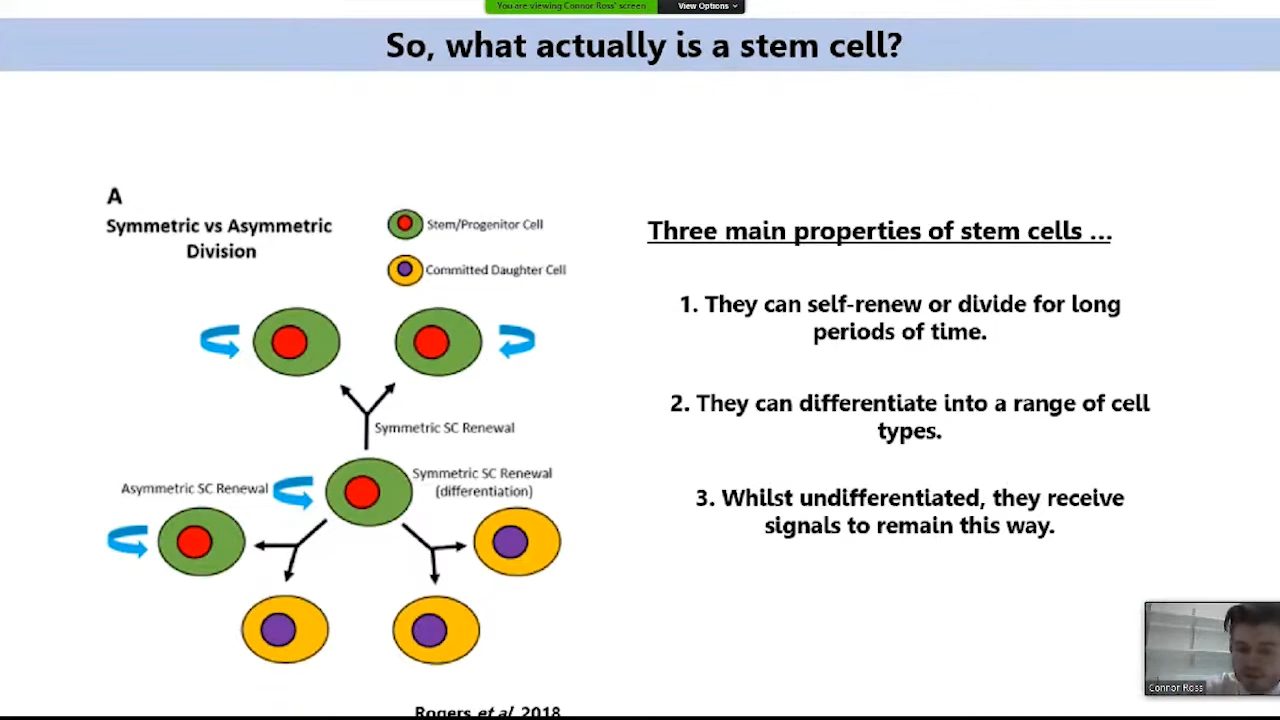 You are viewing Connor Ross' screen
View Options
So, what actually is a stem cell?
A
Symmetric vs Asymmetric
Division
Stem/Progenitor Cell
Committed Daughter Cell
Symmetric SC Renewal
Asymmetric SC Renewal
Symmetric SC Renewal
(differentiation)
Rogers et al. 2018
Three main properties of stem cells ...
1. They can self-renew or divide for long
periods of time.
2. They can differentiate into a range of cell
types.
3. Whilst undifferentiated, they receive
signals to remain this way.
Connor Ross